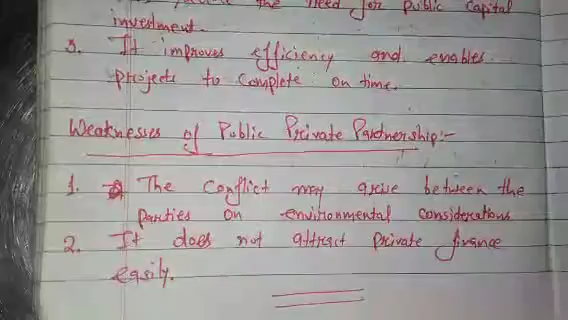 the need for public capital
investment.
3. It improves efficiency and enables
projects to complete on time.
Weaknesses of Public Private Partnership:-
1. The conflict may arise between the
parties on environmental considerations
2. It does not attract private finance
easily.